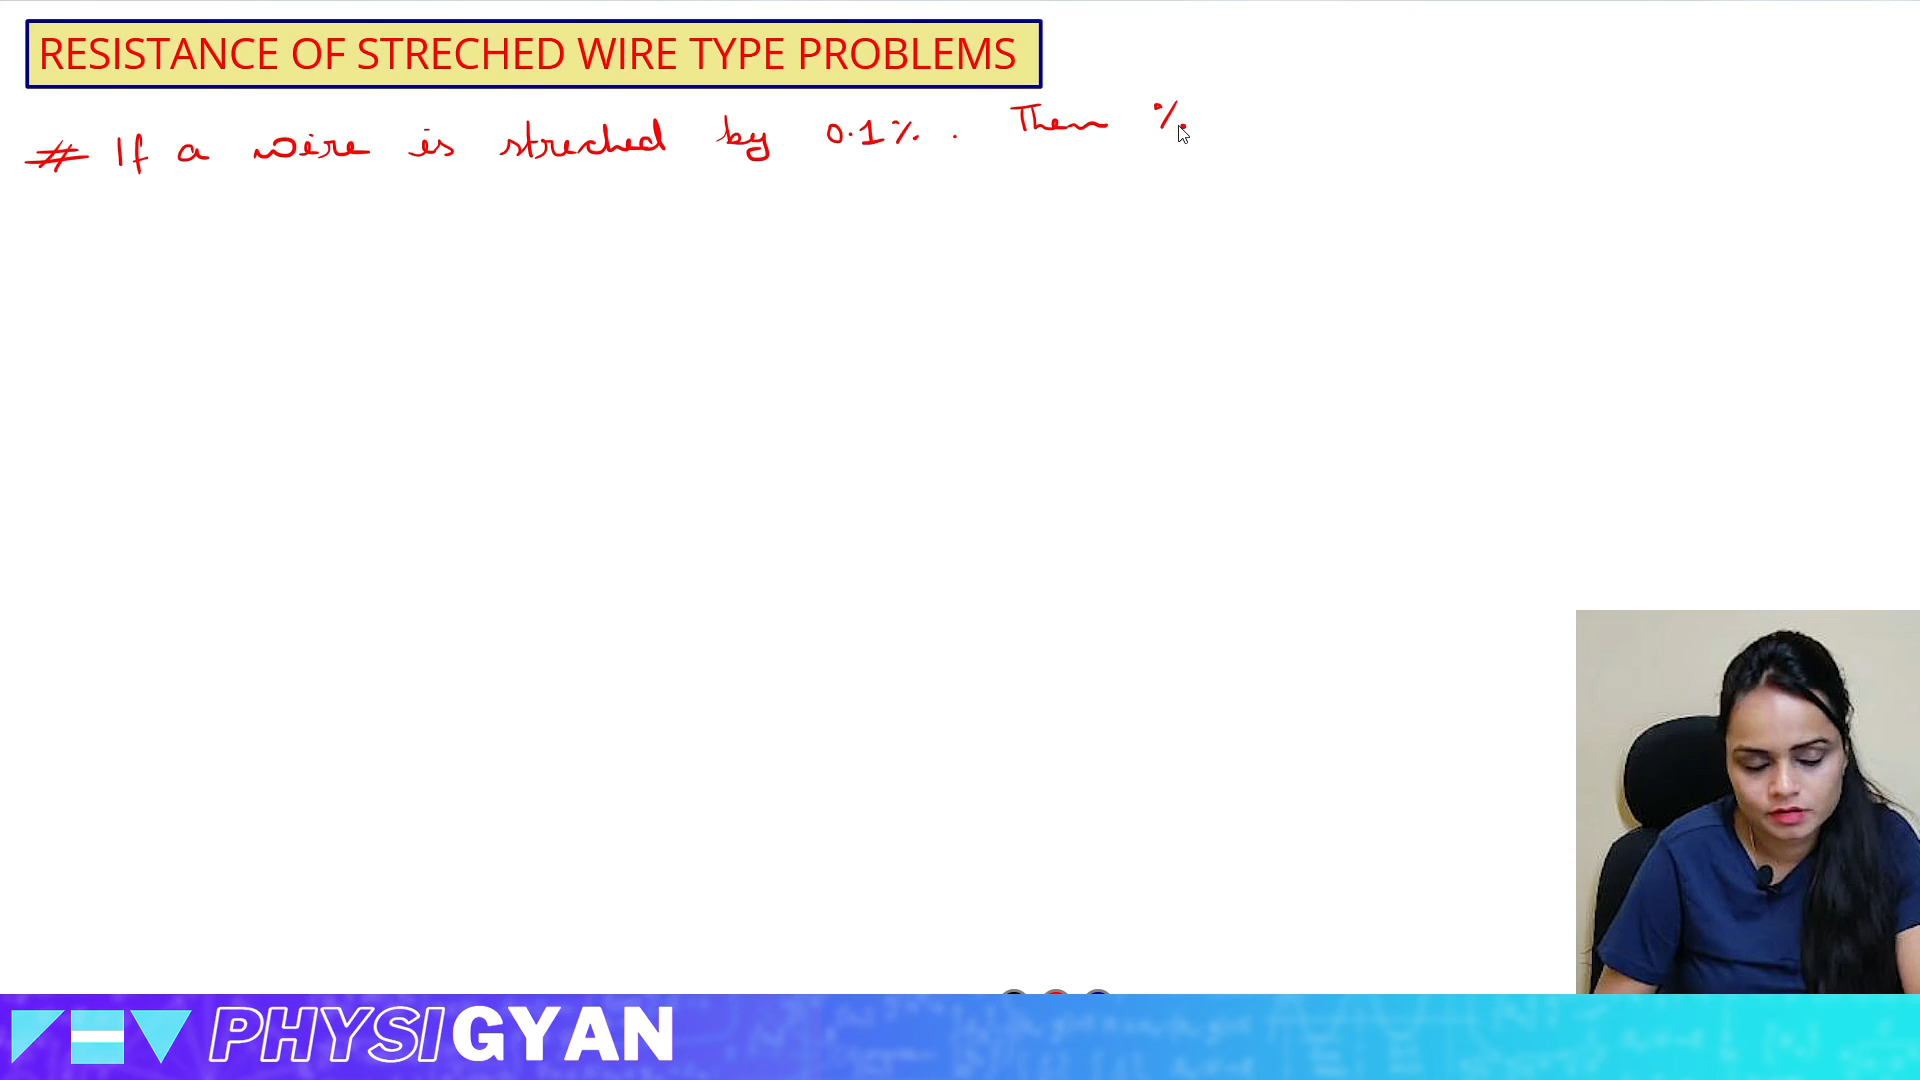 RESISTANCE OF STRECHED WIRE TYPE PROBLEMS
# If a wire is streched by 0.1%. Then %
PHYSIGYAN